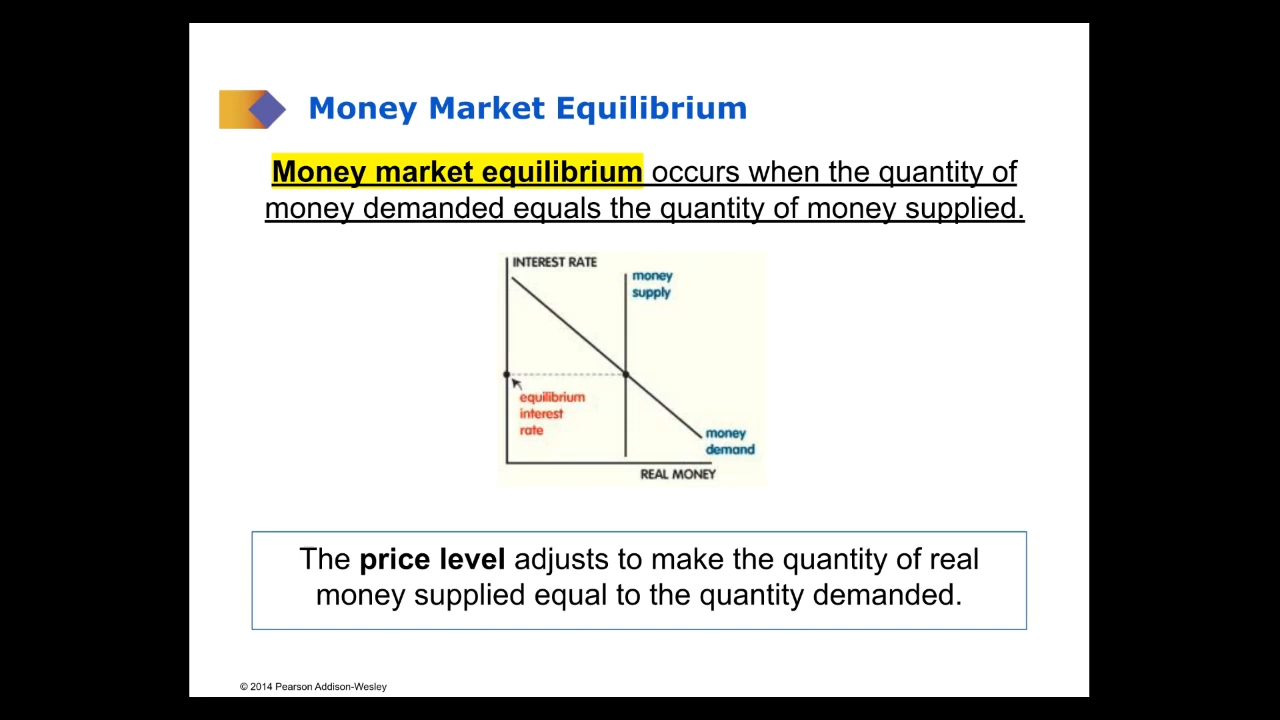 Money Market Equilibrium
Money market equilibrium occurs when the quantity of
money demanded equals the quantity of money supplied.
INTEREST RATE
money
supply
equilibrium
interest
rate
money
demand
REAL MONEY
The price level adjusts to make the quantity of real
money supplied equal to the quantity demanded.
© 2014 Pearson Addison-Wesley